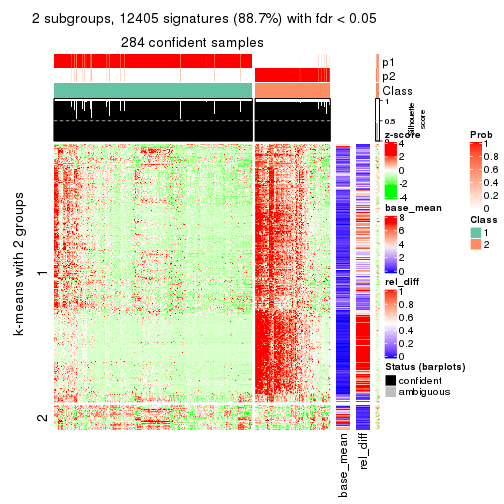 2 subgroups, 12405 signatures (88.7%) with fdr < 0.05
284 confident samples
p1
p2
Class
1
0.5
0
Silhouette
score
k-means with 2 groups
1
2
base_mean
rel_diff
z-score
4
2
0
-2
-4
base_mean
8
6
4
2
0
rel_diff
1
0.8
0.6
0.4
0.2
0
Status (barplots)
confident
ambiguous
Prob
1
0.8
0.6
0.4
0.2
0
Class
1
2